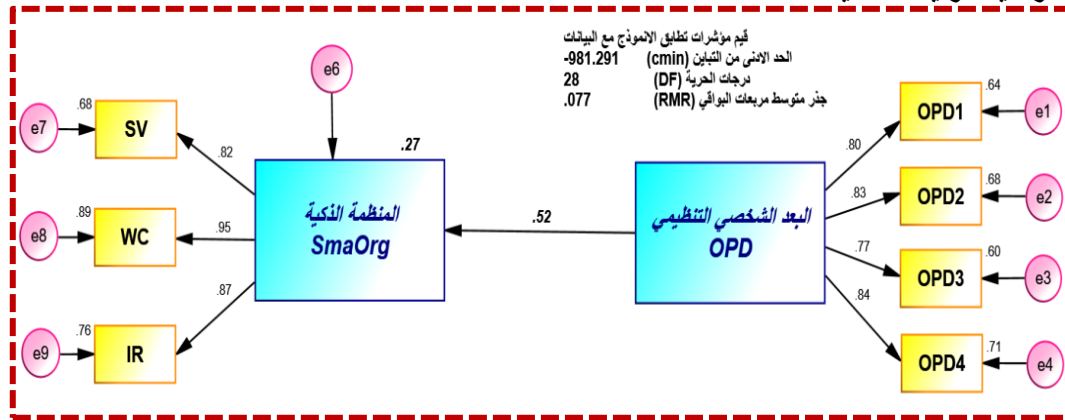 قيم مؤشرات تطابق الانموذج مع البيانات
الحد الادنى من التباين (cmin) -981.291
درجات الحرية (DF) 28
جذر متوسط مربعات البواقي (RMR) .077
e6
e7
.68
SV
.82
.27
المنظمة الذكية
SmaOrg
e8
.89
WC
.95
e9
.76
IR
.87
.52
البعد الشخصي التنظيمي
OPD
.80
OPD1
.64
e1
.83
OPD2
.68
e2
.77
OPD3
.60
e3
.84
OPD4
.71
e4